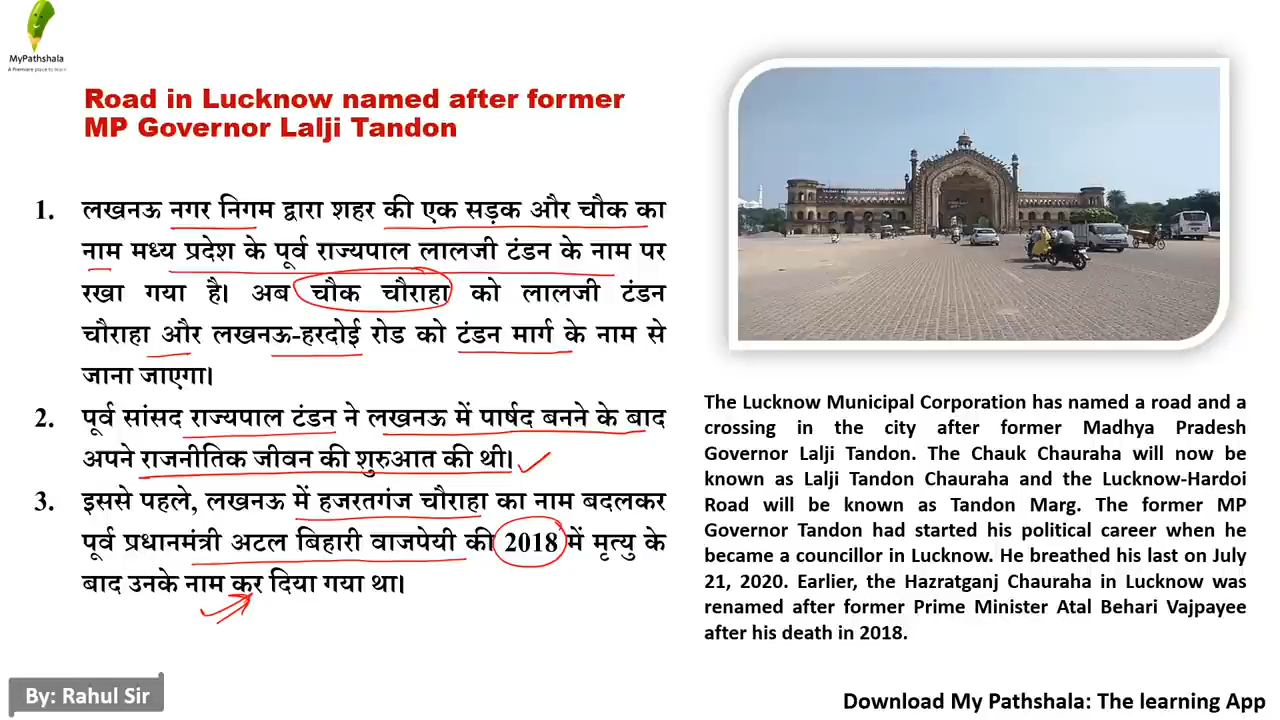 MyPathshala
A Premiere place to learn
Road in Lucknow named after former
MP Governor Lalji Tandon
1. लखनऊ नगर निगम द्वारा शहर की एक सड़क और चौक का
नाम मध्य प्रदेश के पूर्व राज्यपाल लालजी टंडन के नाम पर
रखा गया है। अब चौक चौराहा को लालजी टंडन
चौराहा और लखनऊ-हरदोई रोड को टंडन मार्ग के नाम से
जाना जाएगा।
2. पूर्व सांसद राज्यपाल टंडन ने लखनऊ में पार्षद बनने के बाद
अपने राजनीतिक जीवन की शुरुआत की थी।
3. इससे पहले, लखनऊ में हजरतगंज चौराहा का नाम बदलकर
पूर्व प्रधानमंत्री अटल बिहारी वाजपेयी की 2018 में मृत्यु के
बाद उनके नाम कर दिया गया था।
The Lucknow Municipal Corporation has named a road and a
crossing in the city after former Madhya Pradesh
Governor Lalji Tandon. The Chauk Chauraha will now be
known as Lalji Tandon Chauraha and the Lucknow-Hardoi
Road will be known as Tandon Marg. The former MP
Governor Tandon had started his political career when he
became a councillor in Lucknow. He breathed his last on July
21, 2020. Earlier, the Hazratganj Chauraha in Lucknow was
renamed after former Prime Minister Atal Behari Vajpayee
after his death in 2018.
By: Rahul Sir
Download My Pathshala: The learning App